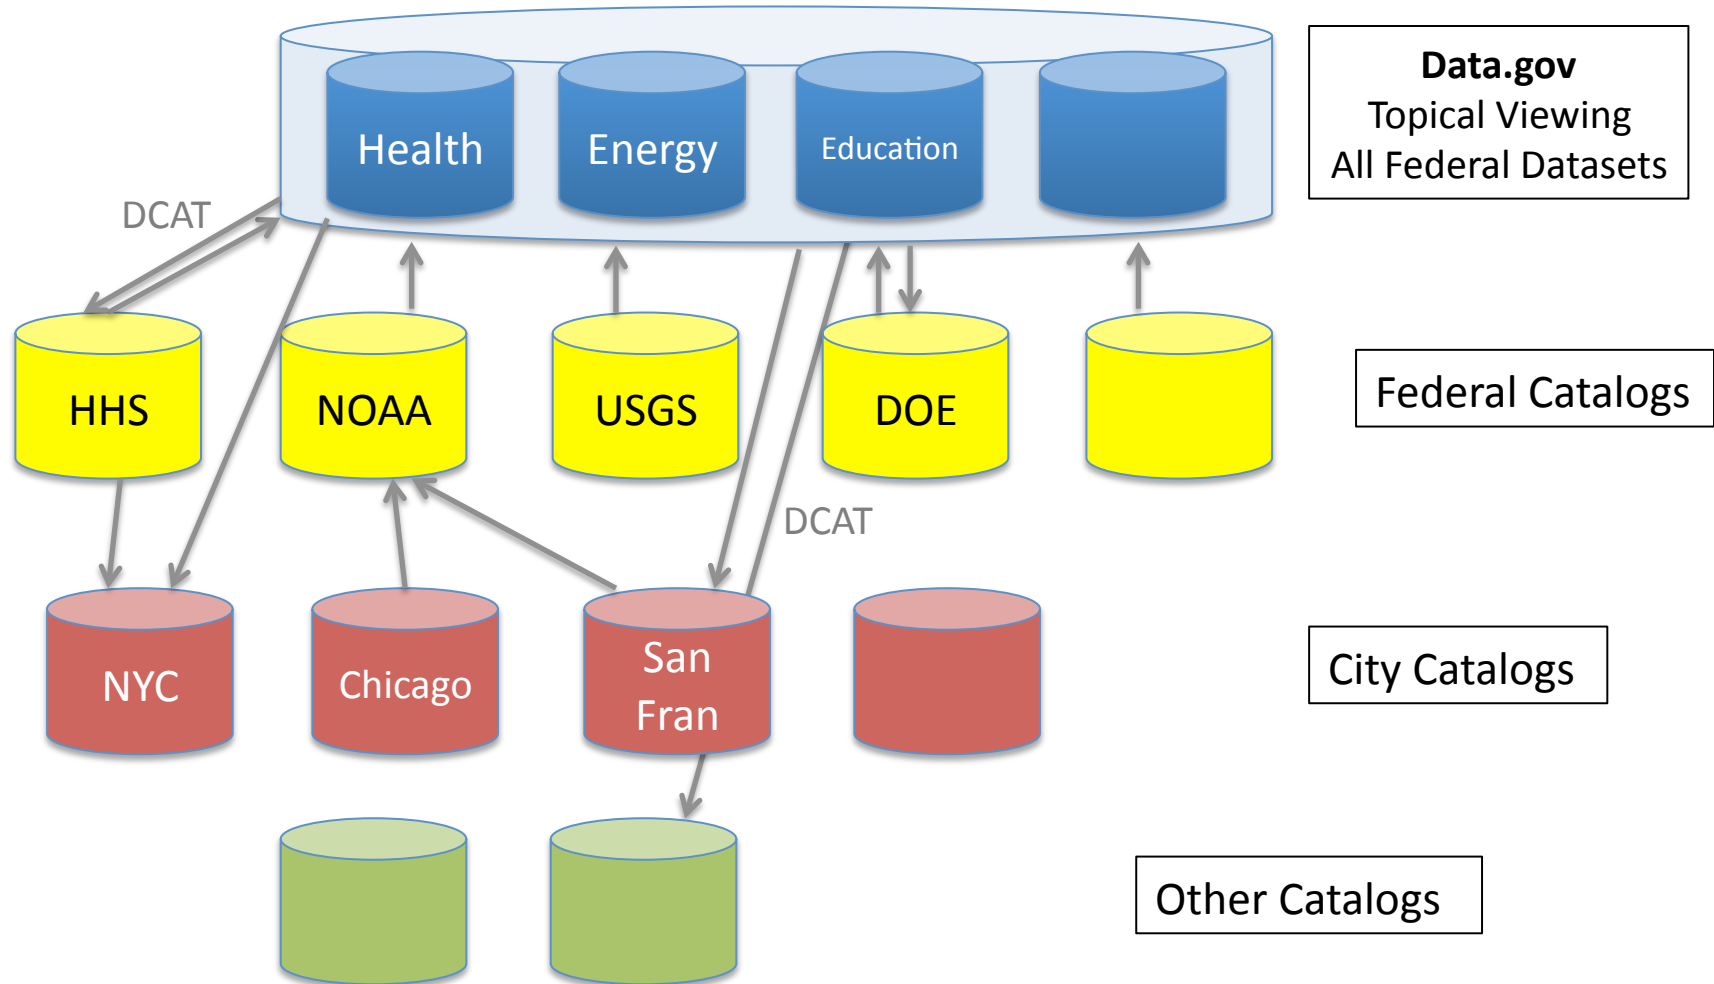 Data.gov
Topical Viewing
All Federal Datasets
Health
Energy
Education
DCAT
HHS
NOAA
USGS
DOE
Federal Catalogs
DCAT
NYC
Chicago
San
Fran
City Catalogs
Other Catalogs